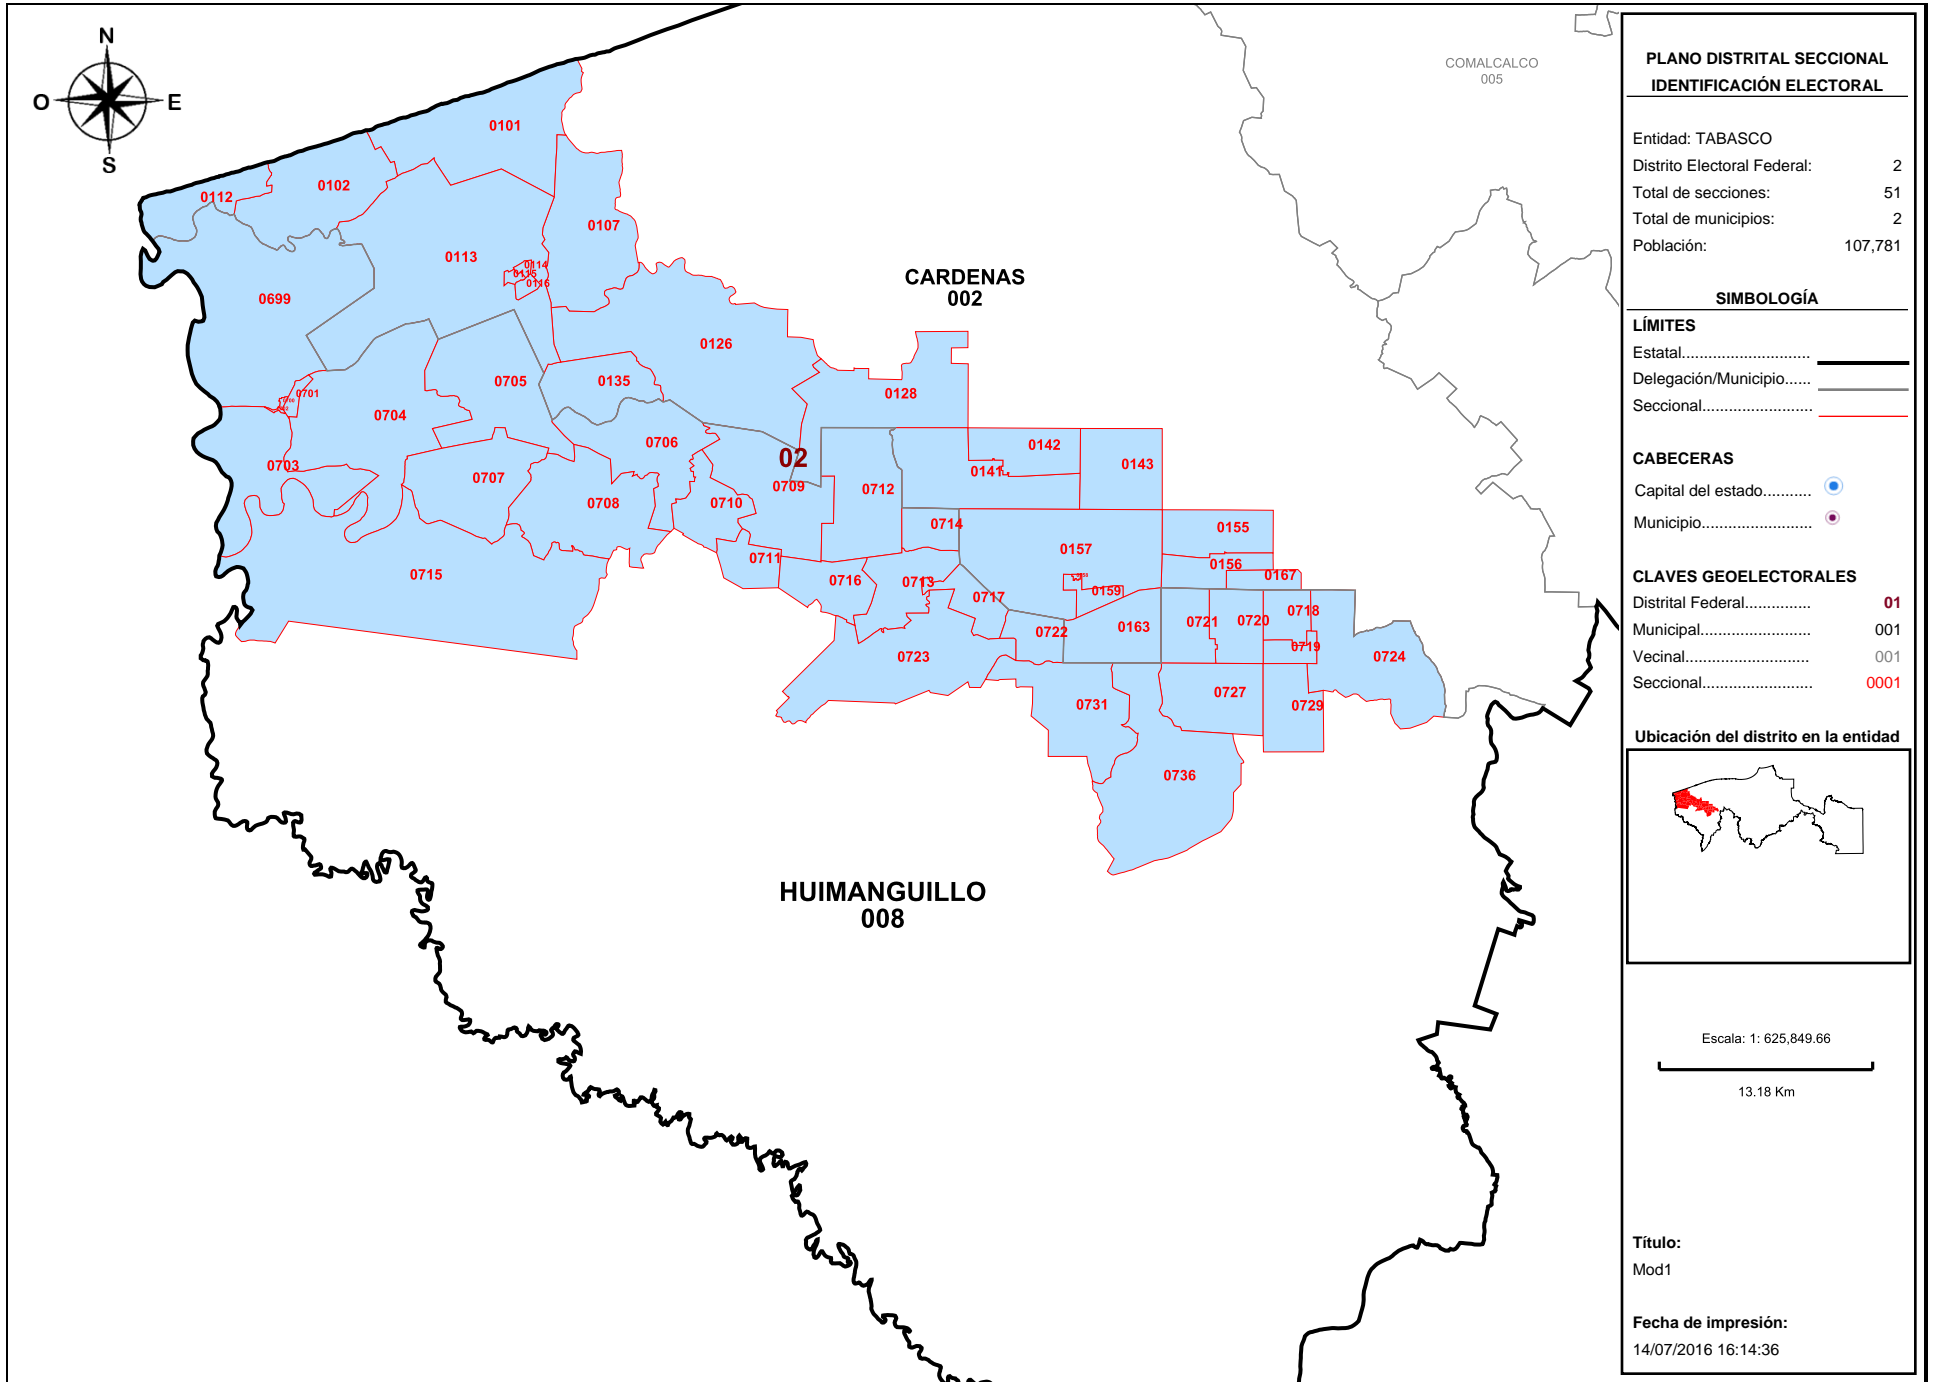 N
O
E
S
COMALCALCO
005
0101
0102
0112
0107
0113
0114
0115
0116
CARDENAS
002
0699
0126
0701
0705
0135
0128
0704
0706
0142
0143
02
0703
0707
0141
0709
0712
0710
0708
0714
0155
0157
0711
0156
0715
0716
0713
0167
0159
0717
0718
0721
0720
0163
0722
0719
0723
0724
0727
0731
0729
0736
HUIMANGUILLO
008
PLANO DISTRITAL SECCIONAL
IDENTIFICACIÓN ELECTORAL
Entidad: TABASCO
Distrito Electoral Federal: 2
Total de secciones: 51
Total de municipios: 2
Población: 107,781
SIMBOLOGÍA
LÍMITES
Estatal............................
Delegación/Municipio......
Seccional.........................
CABECERAS
Capital del estado...........
Municipio.........................
CLAVES GEOELECTORALES
Distrital Federal............... 01
Municipal......................... 001
Vecinal............................ 001
Seccional......................... 0001
Ubicación del distrito en la entidad
Escala: 1: 625,849.66
13.18 Km
Título:
Mod1
Fecha de impresión:
14/07/2016 16:14:36